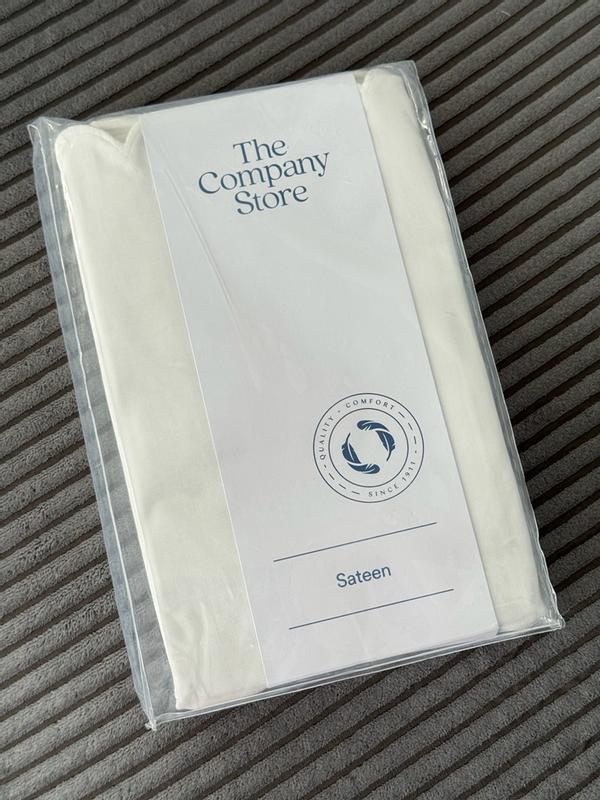 The
Company
Store
QUALITY - COMFORT
SINCE 1911
Sateen